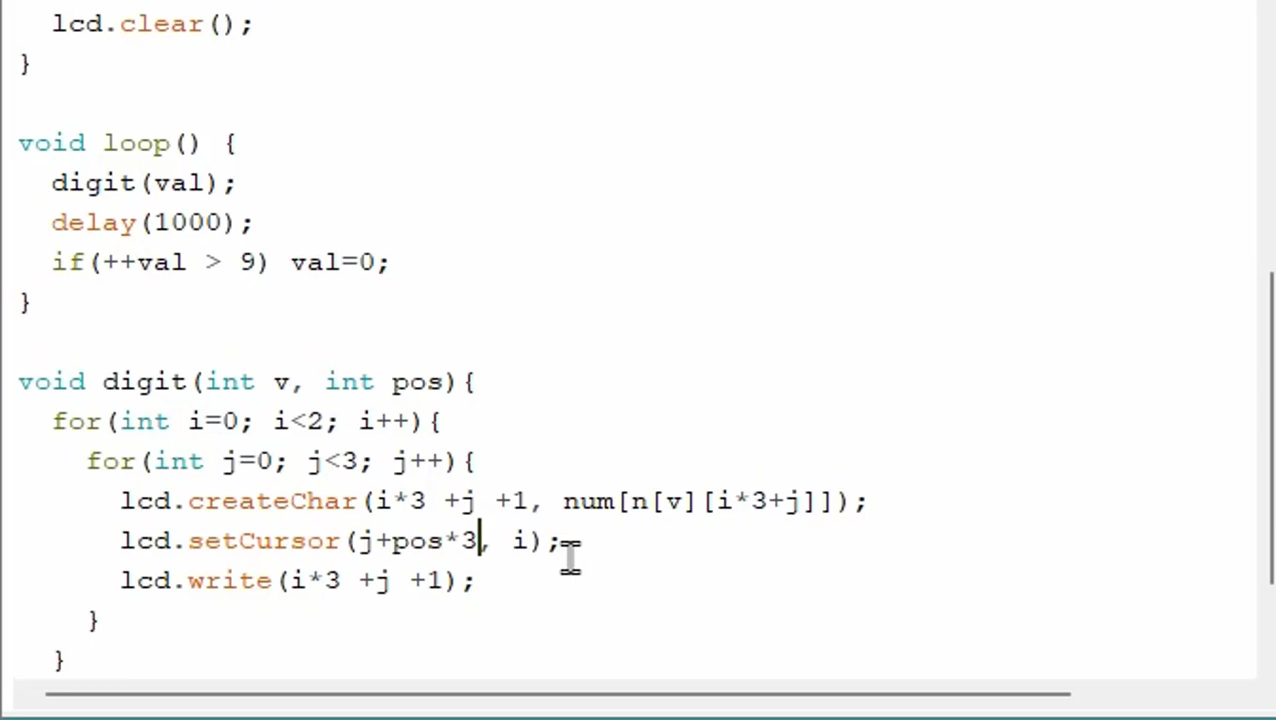 lcd.clear();
}
void loop() {
digit(val);
delay(1000);
if(++val > 9) val=0;
}
void digit(int v, int pos){
for(int i=0; i<2; i++){
for(int j=0; j<3; j++){
lcd.createChar(i*3 +j +1, num[n[v][i*3+j]]);
lcd.setCursor(j+pos*3, i);
lcd.write(i*3 +j +1);
}
}